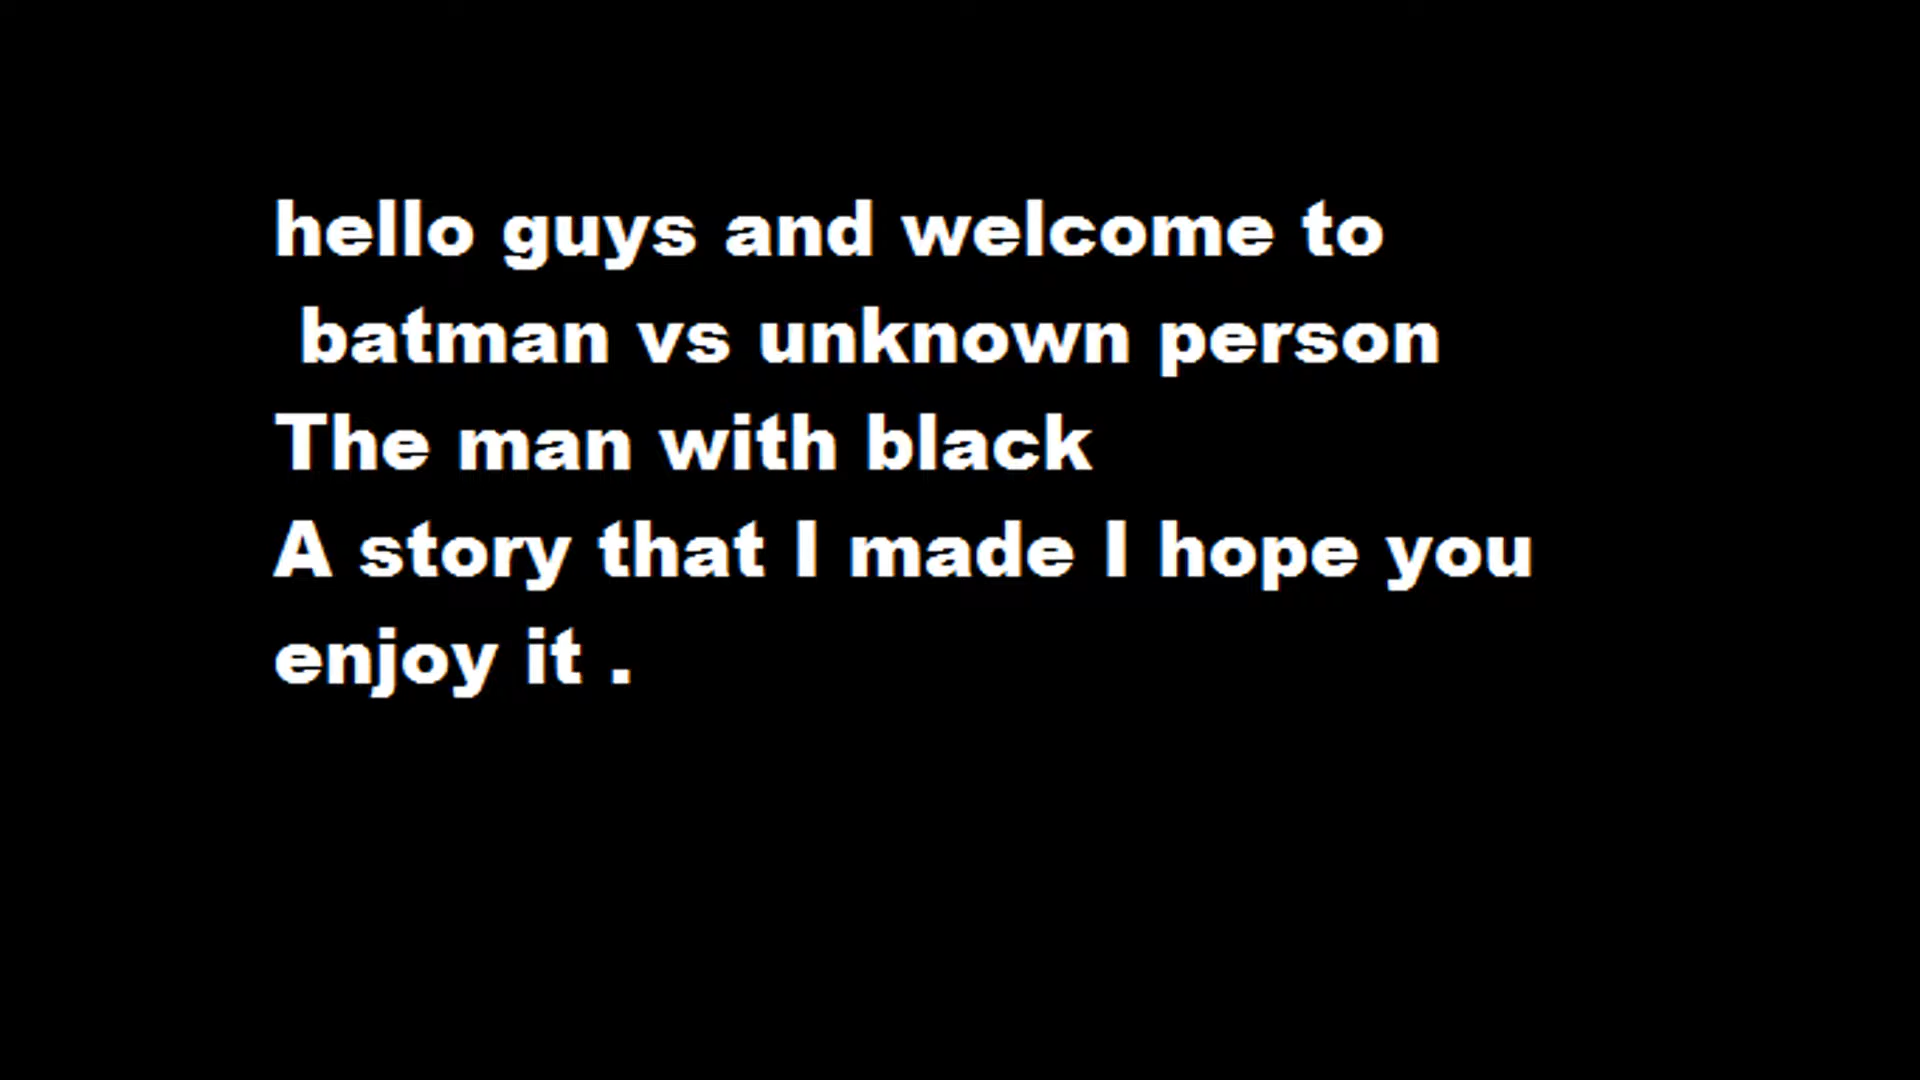 hello guys and welcome to
batman vs unknown person
The man with black
A story that I made I hope you
enjoy it .